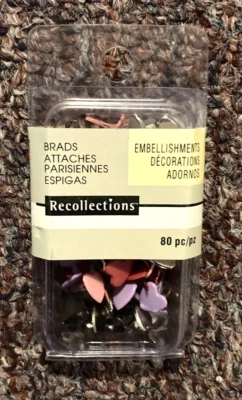 BRADS
ATTACHES
PARISIENNES
ESPIGAS
EMBELLISHMENTS
DÉCORATIONS
ADORNOS
Recollections
80 pc/pz